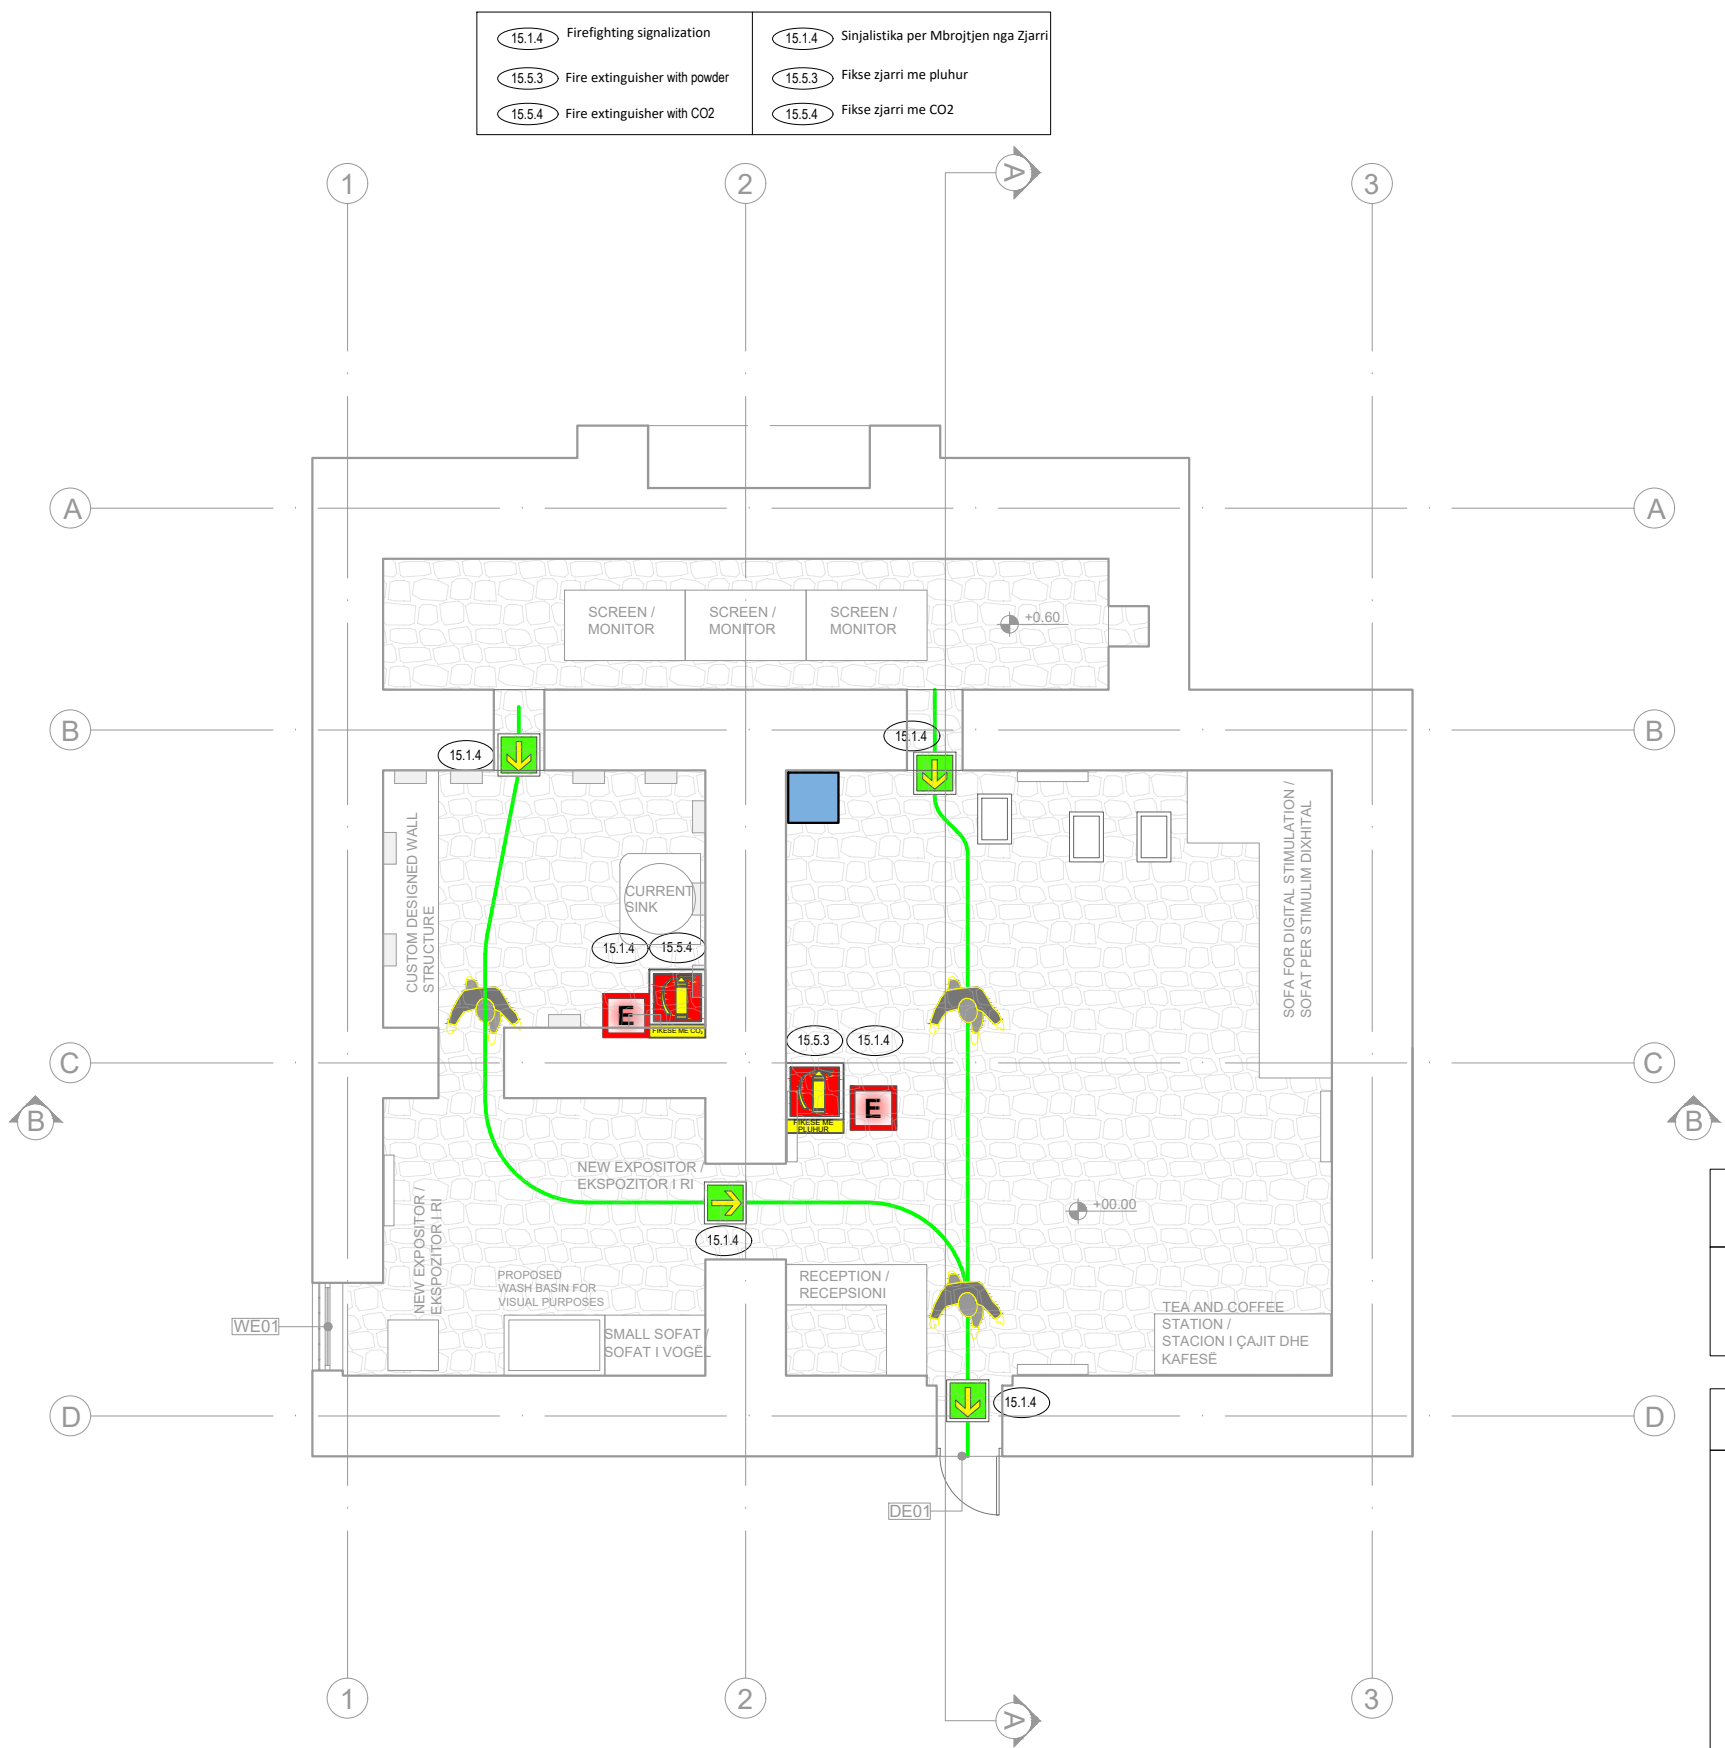 15.1.4 Firefighting signalization
15.5.3 Fire extinguisher with powder
15.5.4 Fire extinguisher with CO2
15.1.4 Sinjalistika per Mbrojtjen nga Zjarri
15.5.3 Fikse zjarri me pluhur
15.5.4 Fikse zjarri me CO2
1
2
A
3
A
A
SCREEN /
MONITOR
SCREEN /
MONITOR
SCREEN /
MONITOR
+0.60
B
B
15.1.4
15.1.4
CUSTOM DESIGNED WALL
STRUCTURE
CURRENT
SINK
SOFA FOR DIGITAL STIMULATION /
SOFAT PER STIMULIM DIXHITAL
15.1.4
15.5.4
E
FIKESE ME CO2
15.5.3
15.1.4
C
C
FIKESE ME
PLUHUR
E
B
B
NEW EXPOSITOR /
EKSPOZITOR I RI
NEW EXPOSITOR /
EKSPOZITOR I RI
+00.00
15.1.4
PROPOSED
WASH BASIN FOR
VISUAL PURPOSES
RECEPTION /
RECEPSIONI
WE01
SMALL SOFAT /
SOFAT I VOGËL
TEA AND COFFEE
STATION /
STACION I ÇAJIT DHE
KAFESË
15.1.4
D
D
DE01
1
2
A
3